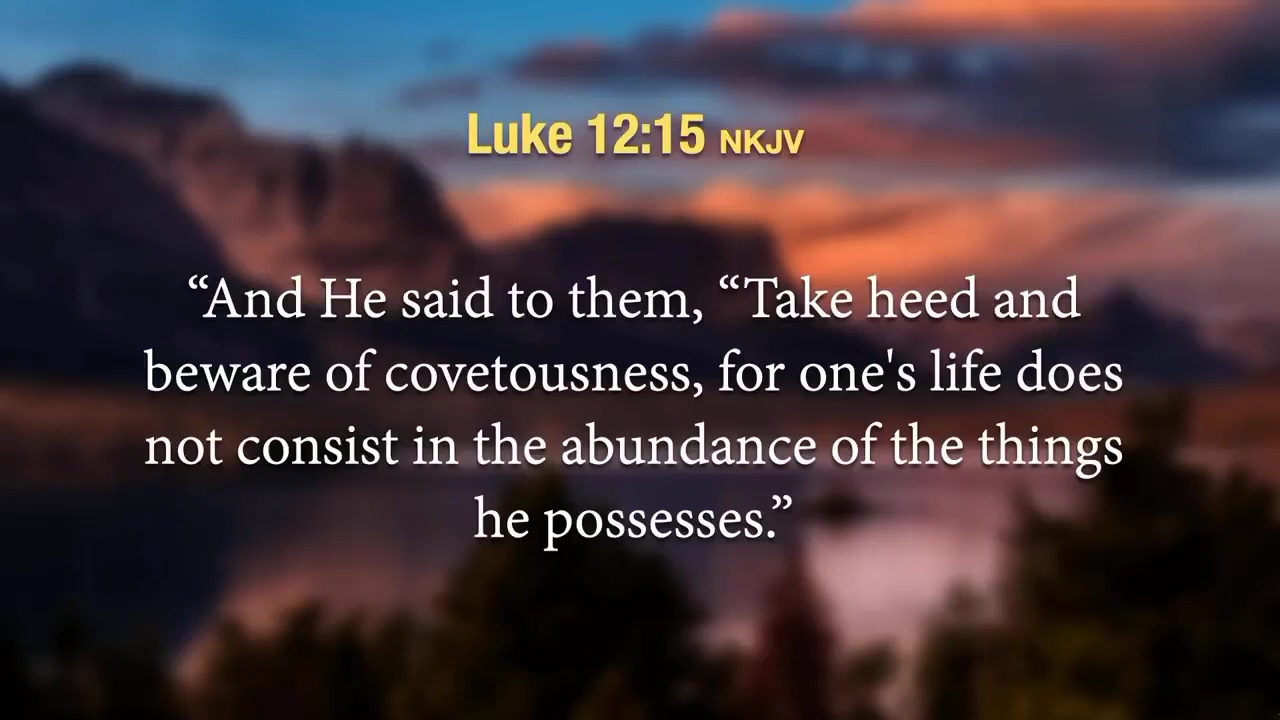 Luke 12:15 NKJV
“And He said to them, “Take heed and
beware of covetousness, for one's life does
not consist in the abundance of the things
he possesses.”